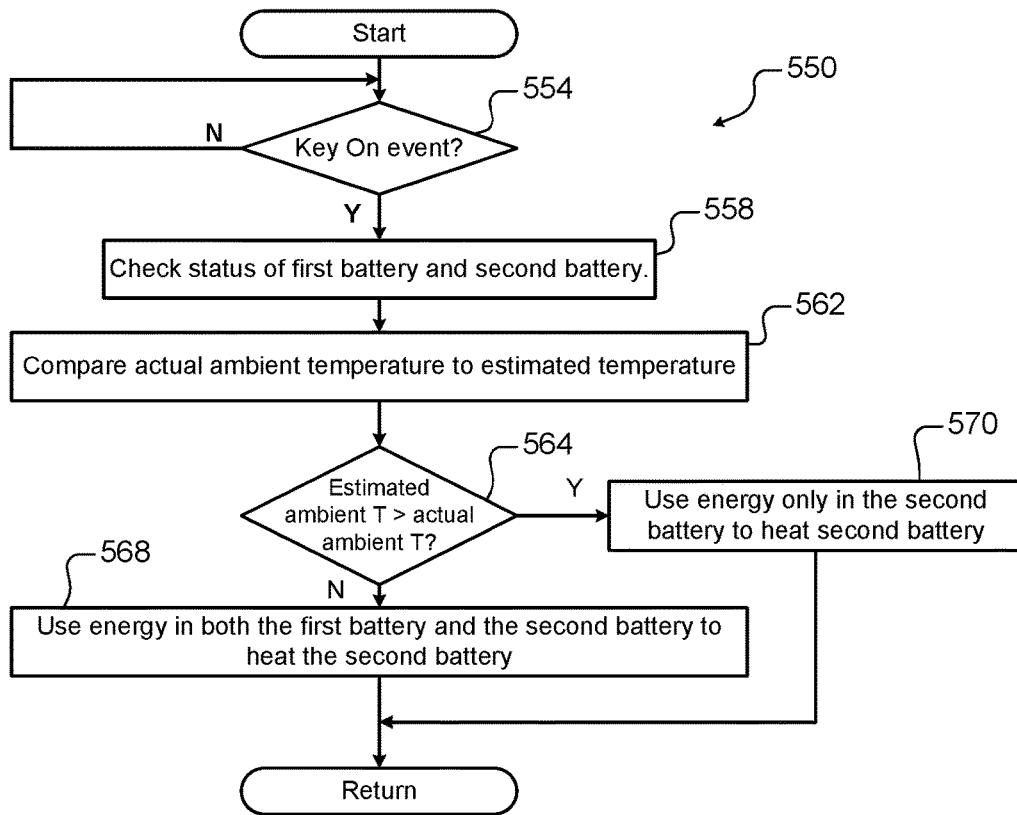 Start
550
554
N
Key On event?
Y
558
Check status of first battery and second battery.
562
Compare actual ambient temperature to estimated temperature
564
570
Estimated
ambient T > actual
ambient T?
Y
Use energy only in the second
battery to heat second battery
568
N
Use energy in both the first battery and the second battery to
heat the second battery
Return